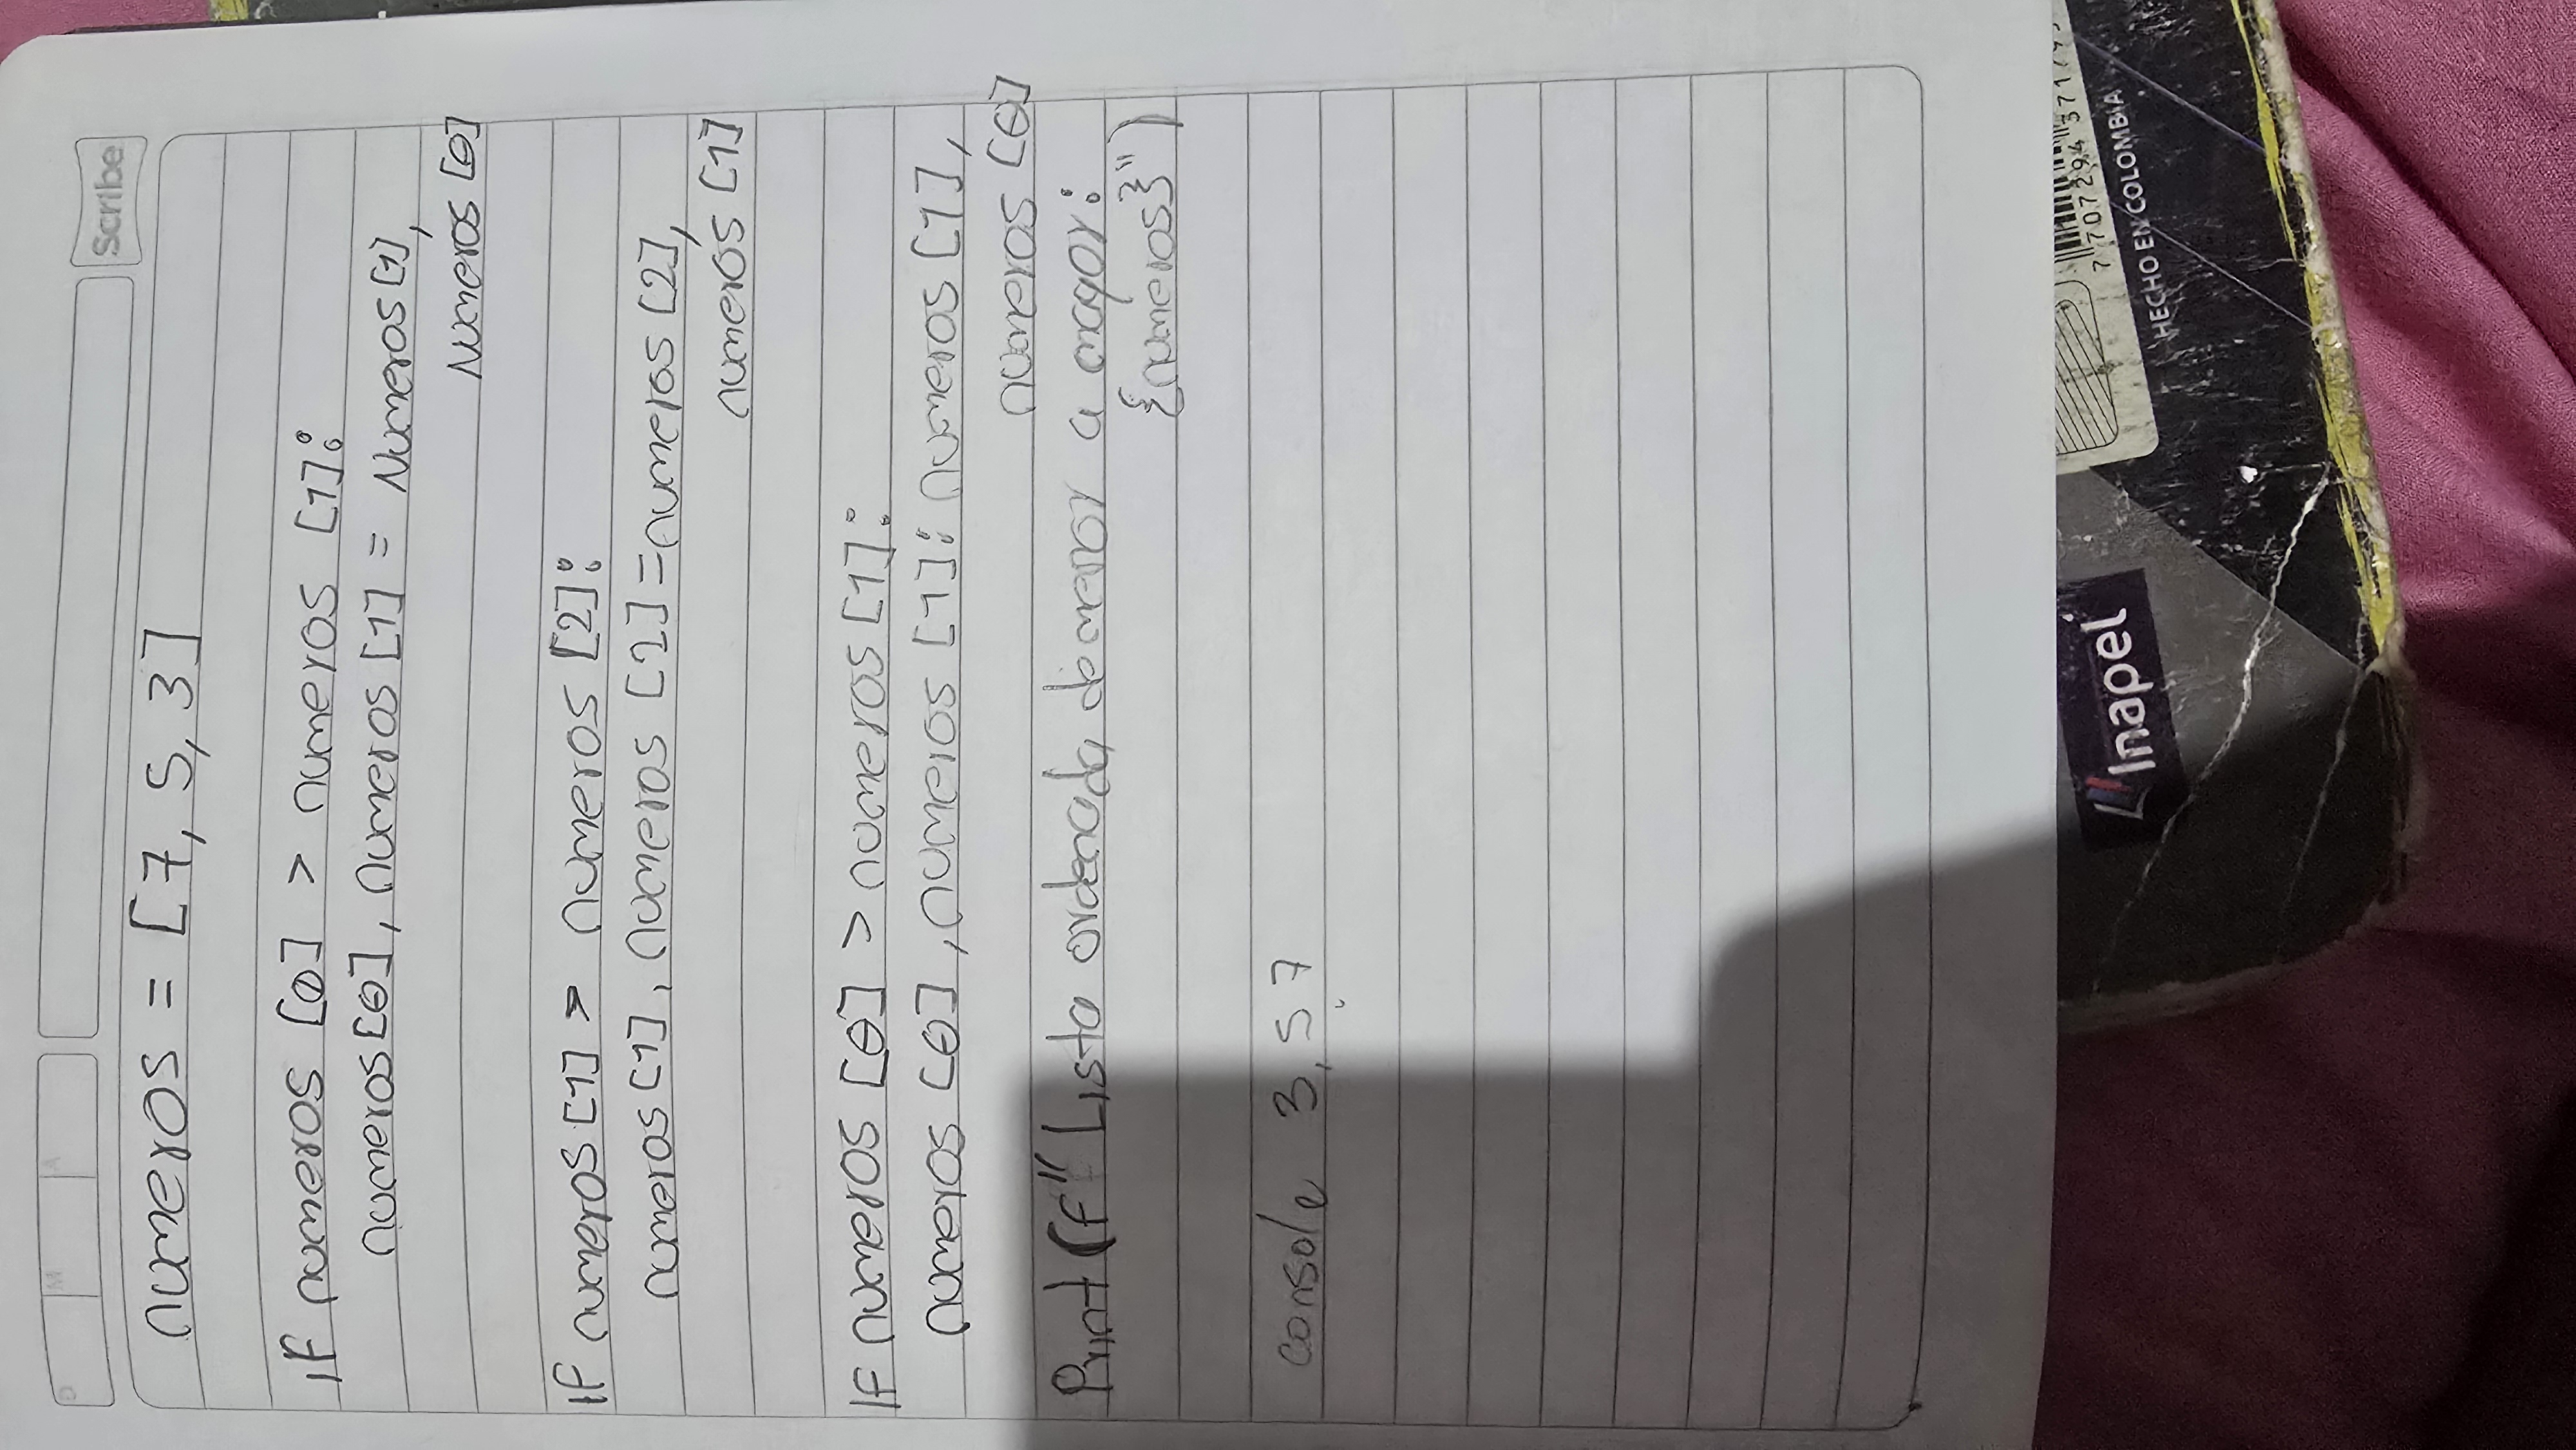 D M A
Scribe
numeros = [7, 5, 3]
if numeros [0] > numeros [1]:
numeros [0], numeros [1] = Numeros [1],
Numeros [0]
if numeros [1] > numeros [2]:
numeros [1], numeros [2] = numeros [2],
numeros [1]
if numeros [0] > numeros [1]:
numeros [0], numeros [1]: numeros [1],
numeros [0]
Print (f" Lista ordenada de menor a mayor:
{numeros}")
console 3, 5 7
Inapel
HECHO EN COLOMBIA